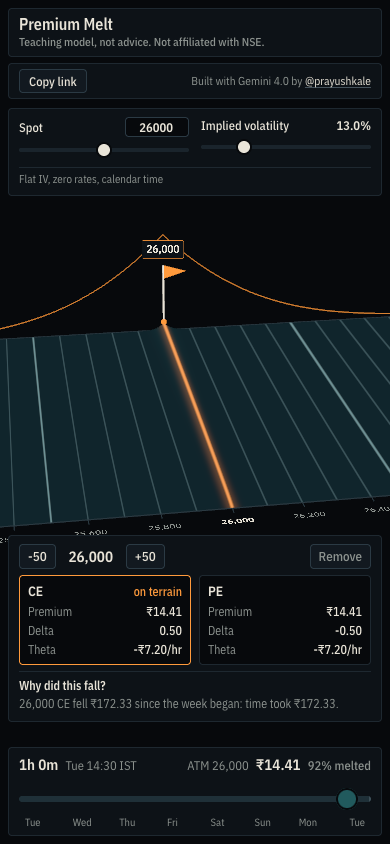 Premium Melt
Teaching model, not advice. Not affiliated with NSE.
Copy link
Built with Gemini 4.0 by @prayushkale
Spot
26000
Implied volatility
13.0%
Flat IV, zero rates, calendar time
26,000
25,600
25,800
26,000
26,200
-50
26,000
+50
Remove
CE
on terrain
Premium
₹14.41
Delta
0.50
Theta
-₹7.20/hr
PE
Premium
₹14.41
Delta
-0.50
Theta
-₹7.20/hr
Why did this fall?
26,000 CE fell ₹172.33 since the week began: time took ₹172.33.
1h 0m Tue 14:30 IST
ATM 26,000 ₹14.41 92% melted
Tue Wed Thu Fri Sat Sun Mon Tue